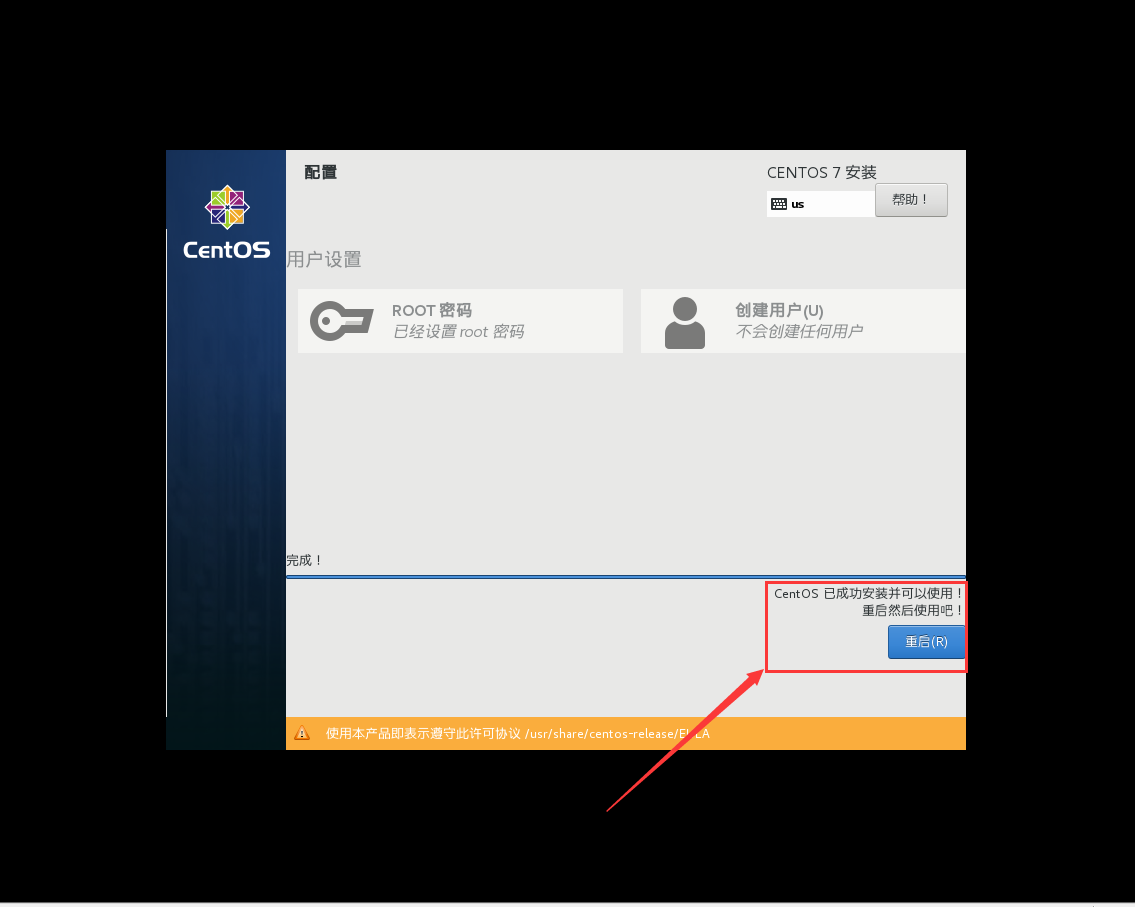 配置
CENTOS 7 安装
us
帮助！
CentOS
用户设置
ROOT 密码
已经设置 root 密码
创建用户(U)
不会创建任何用户
完成！
CentOS 已成功安装并可以使用！
重启然后使用吧！
重启(R)
使用本产品即表示遵守此许可协议 /usr/share/centos-release/EULA